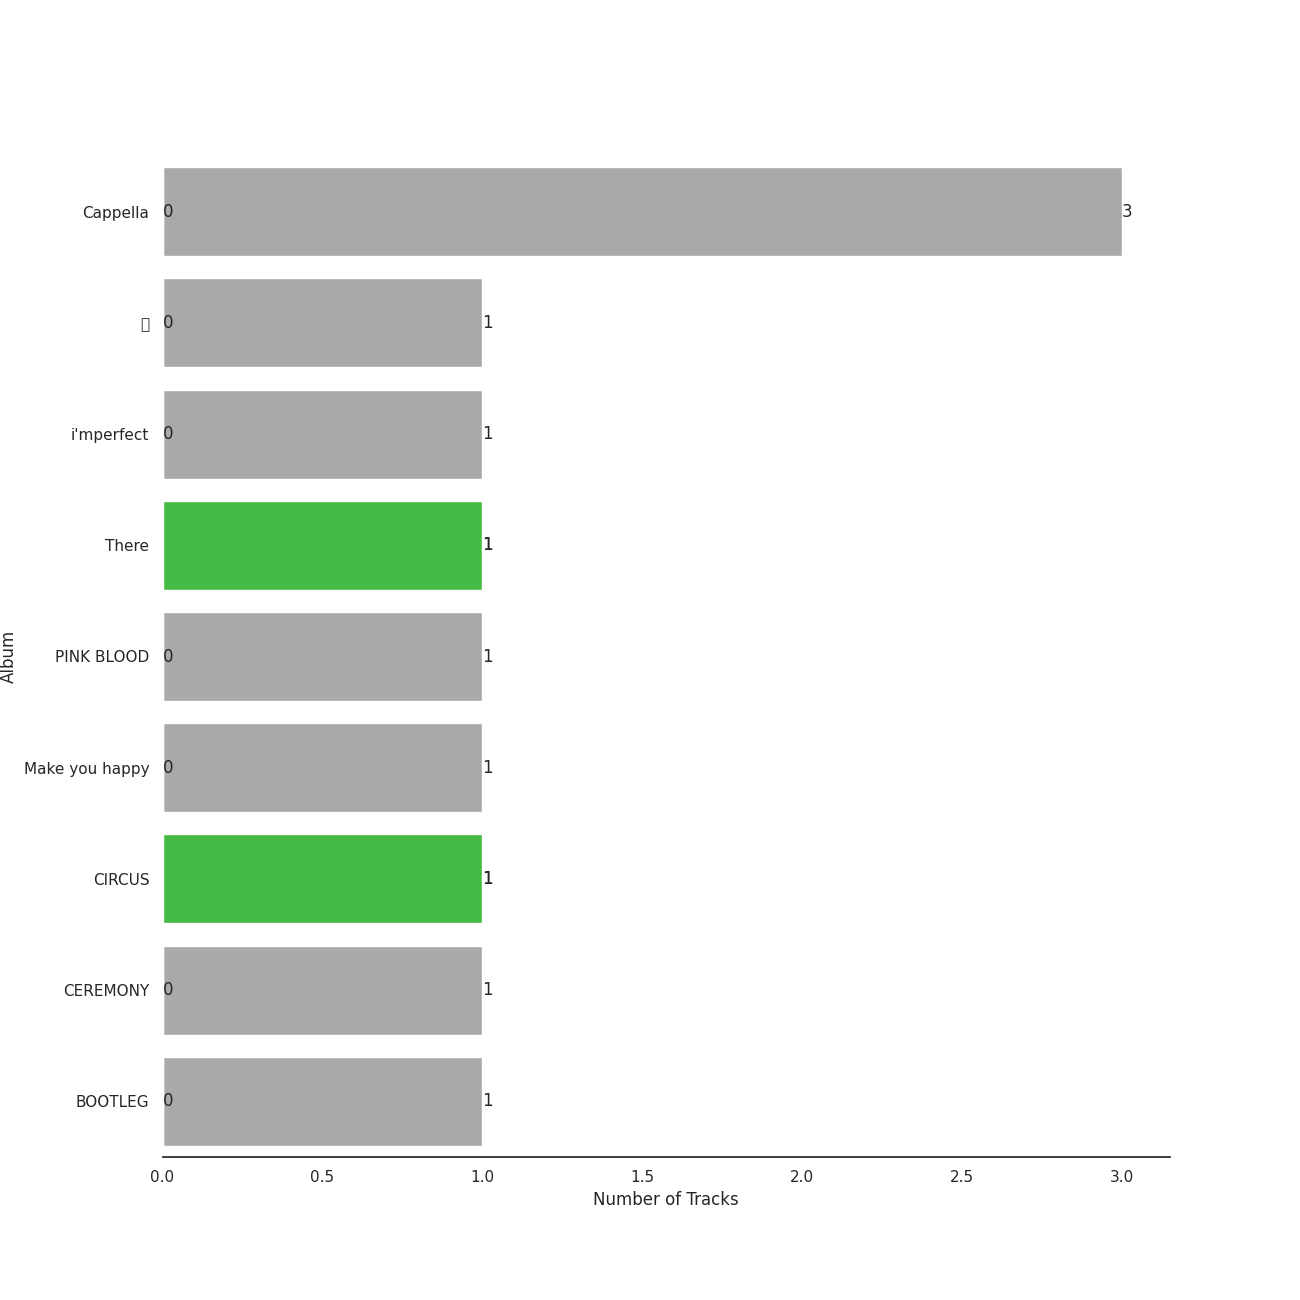 Cappella 0 3
0 1
i'mperfect 0 1
There 1
PINK BLOOD 0 1
Make you happy 0 1
CIRCUS 1
CEREMONY 0 1
BOOTLEG 0 1
Album
0.0 0.5 1.0 1.5 2.0 2.5 3.0
Number of Tracks